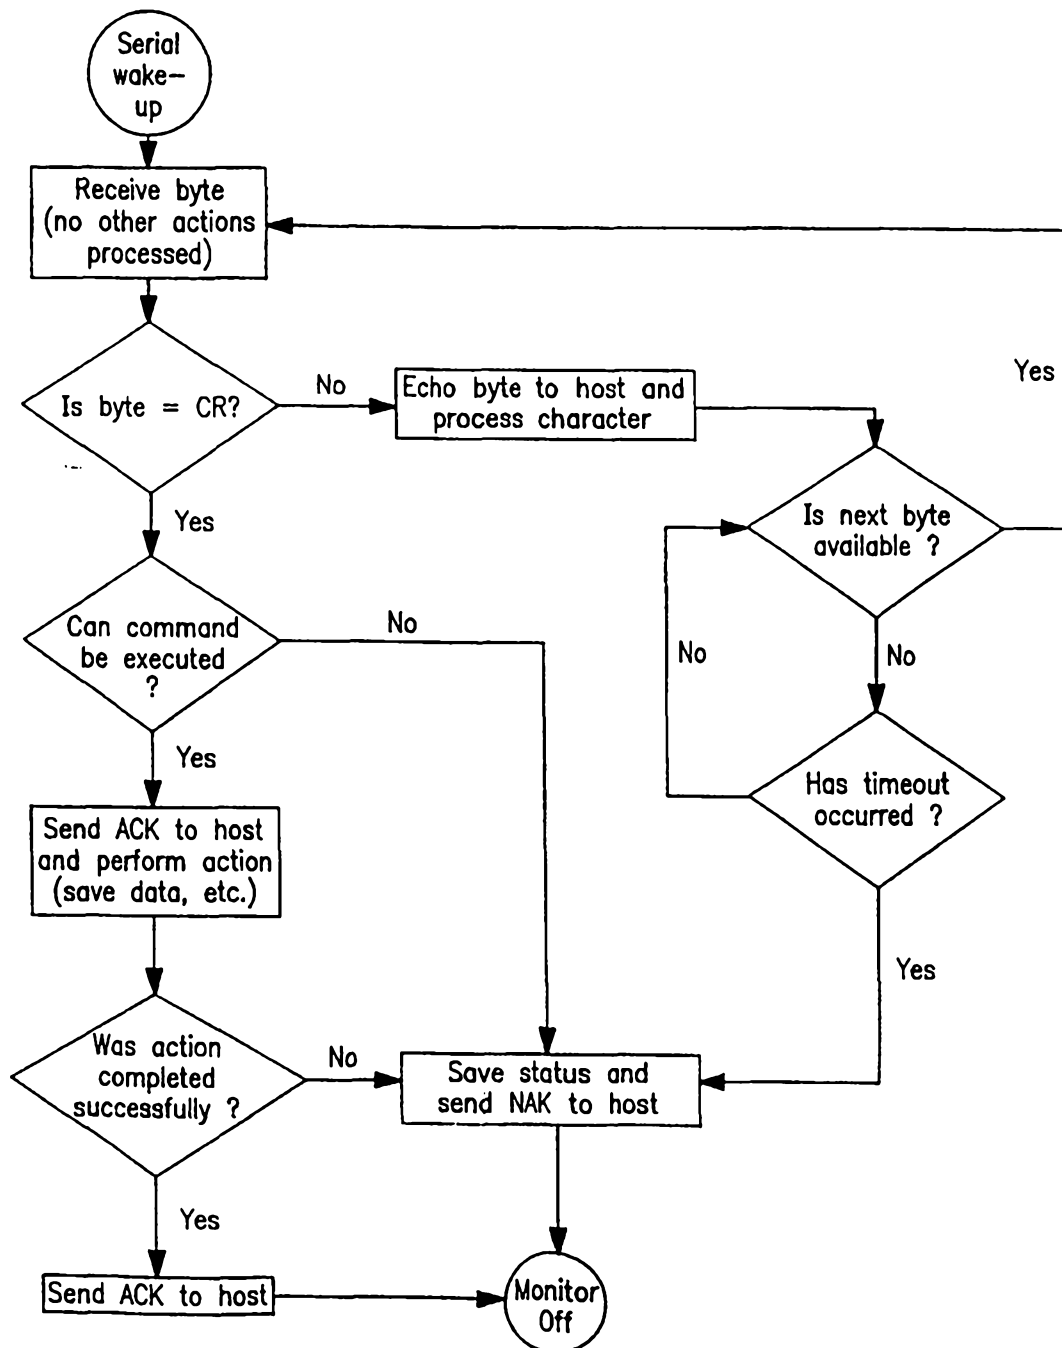 Serial
wake-
up
Receive byte
(no other actions
processed)
Is byte = CR?
No
Echo byte to host and
process character
Yes
Is next byte
available ?
Yes
Can command
be executed
?
No
No
No
Yes
Has timeout
occurred ?
Send ACK to host
and perform action
(save data, etc.)
Yes
Was action
completed
successfully ?
No
Save status and
send NAK to host
Yes
Send ACK to host
Monitor
Off